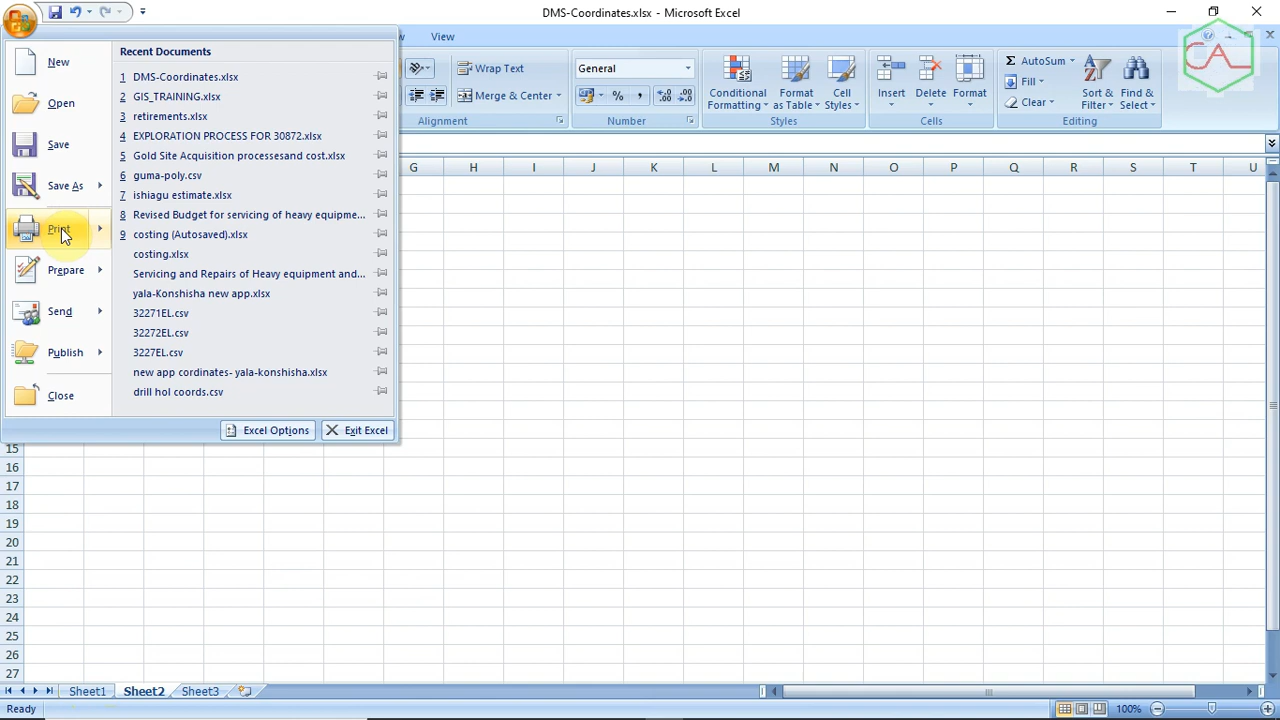 DMS-Coordinates.xlsx - Microsoft Excel
View
New
Open
Save
Save As
Print
Prepare
Send
Publish
Close
Recent Documents
1 DMS-Coordinates.xlsx
2 GIS_TRAINING.xlsx
3 retirements.xlsx
4 EXPLORATION PROCESS FOR 30872.xlsx
5 Gold Site Acquisition processesand cost.xlsx
6 guma-poly.csv
7 ishiagu estimate.xlsx
8 Revised Budget for servicing of heavy equipme...
9 costing (Autosaved).xlsx
costing.xlsx
Servicing and Repairs of Heavy equipment and...
yala-Konshisha new app.xlsx
32271EL.csv
32272EL.csv
3227EL.csv
new app cordinates- yala-konshisha.xlsx
drill hol coords.csv
Excel Options
Exit Excel
Wrap Text
Merge & Center
Alignment
General
% ,
Number
Conditional Formatting
Format as Table
Cell Styles
Styles
Insert
Delete
Format
Cells
Σ AutoSum
Fill
Clear
Sort & Filter
Find & Select
Editing
CAL
G H I J K L M N O P Q R S T U
15
16
17
18
19
20
21
22
23
24
25
26
27
Sheet1 Sheet2 Sheet3
Ready
100%